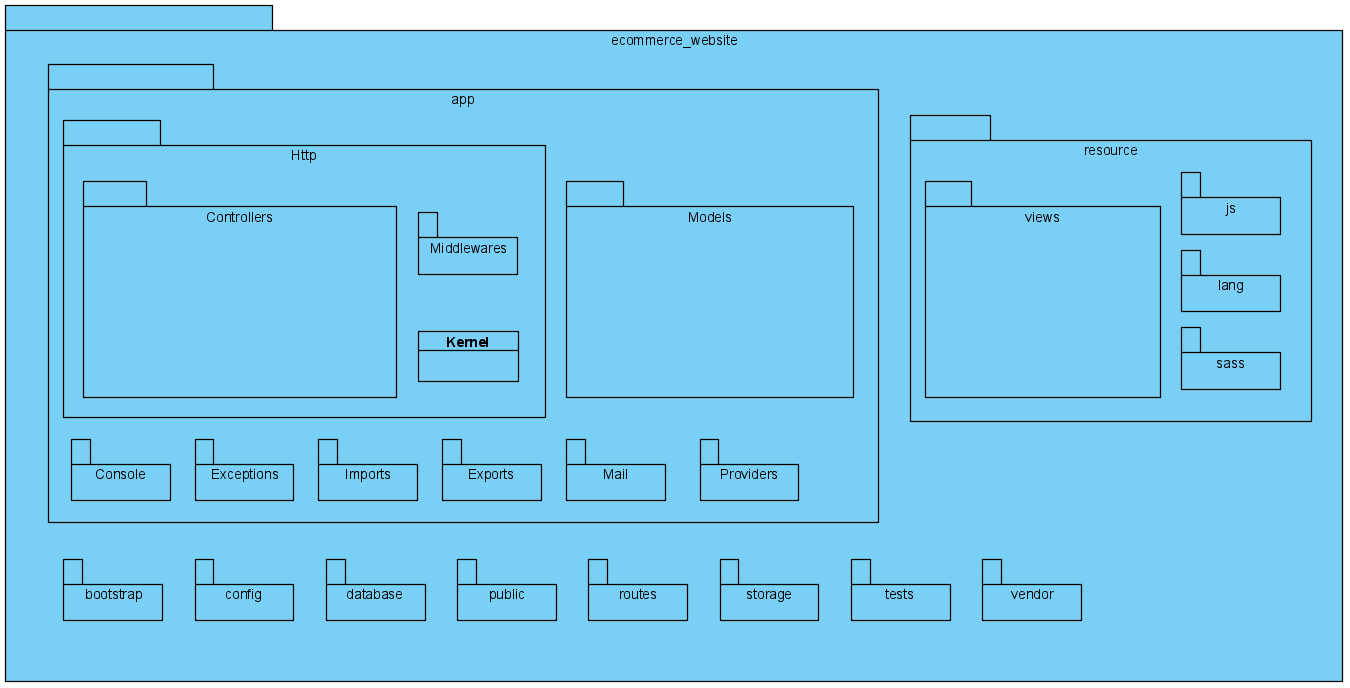 ecommerce_website
app
Http
Controllers
Middlewares
Kernel
Models
resource
views
js
lang
sass
Console
Exceptions
Imports
Exports
Mail
Providers
bootstrap
config
database
public
routes
storage
tests
vendor